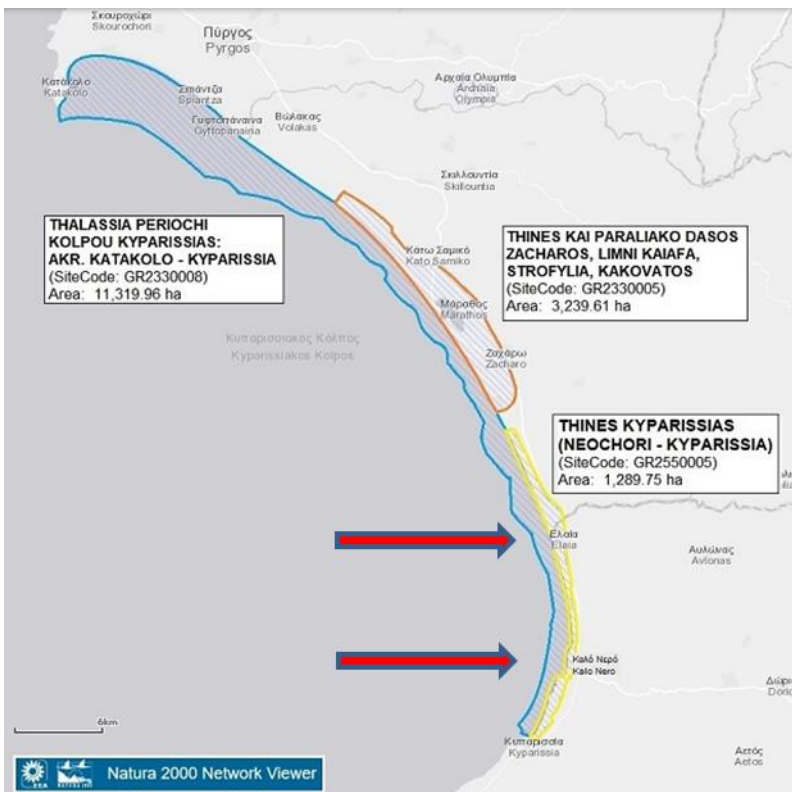 Σκουροχώρι
Skourochori
Πύργος
Pyrgos
Κατάκολο
Katakolo
Σπιάντζα
Spiantza
Αρχαία Ολυμπία
Archaia
Olympia
Βώλακας
Volakas
Σκιλλουντία
Skillountia
THALASSIA PERIOCHI
KOLPOU KYPARISSIAS:
AKR. KATAKOLO - KYPARISSIA
(SiteCode: GR2330008)
Area: 11,319.96 ha
Κάτω Σαμικό
Kato Samiko
THINES KAI PARALIAKO DASOS
ZACHAROS, LIMNI KAIAFA,
STROFYLIA, KAKOVATOS
(SiteCode: GR2330005)
Area: 3,239.61 ha
Μάραθος
Marathos
Κυπαρισσιακός Κόλπος
Kyparissiakos Kolpos
Ζαχάρω
Zacharo
THINES KYPARISSIAS
(NEOCHORI - KYPARISSIA)
(SiteCode: GR2550005)
Area: 1,289.75 ha
Ελαία
Elaia
Αυλώνας
Avlonas
Καλό Νερό
Kalo Nero
6km
Κυπαρισσία
Kyparissia
Αετός
Aetos
Natura 2000 Network Viewer